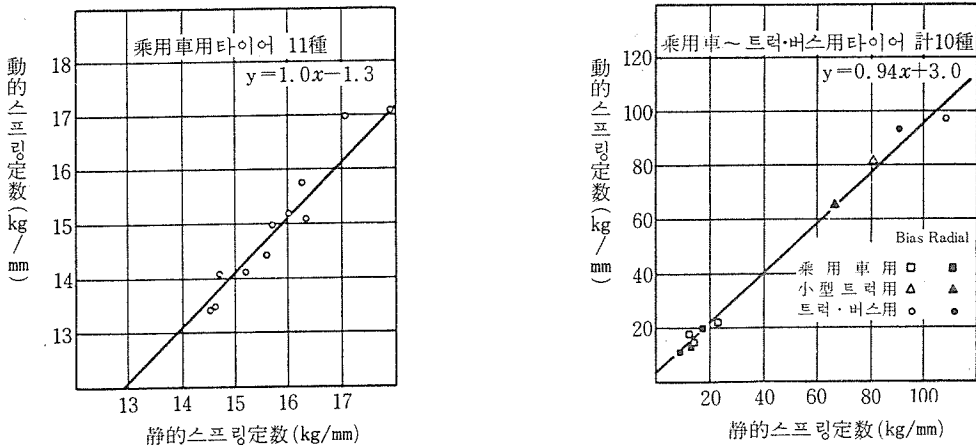 乘用車用타이어 11種
y=1.0x−1.3
動的스프링定数(kg/mm)
18
17
16
15
14
13
13 14 15 16 17
静的스프링定数(kg/mm)
乘用車~트럭·버스用타이어 計10種
y=0.94x+3.0
動的스프링定数(kg/mm)
120
100
80
60
40
20
Bias Radial
乘用車用
小型트럭用
트럭·버스用
20 40 60 80 100
静的스프링定数(kg/mm)